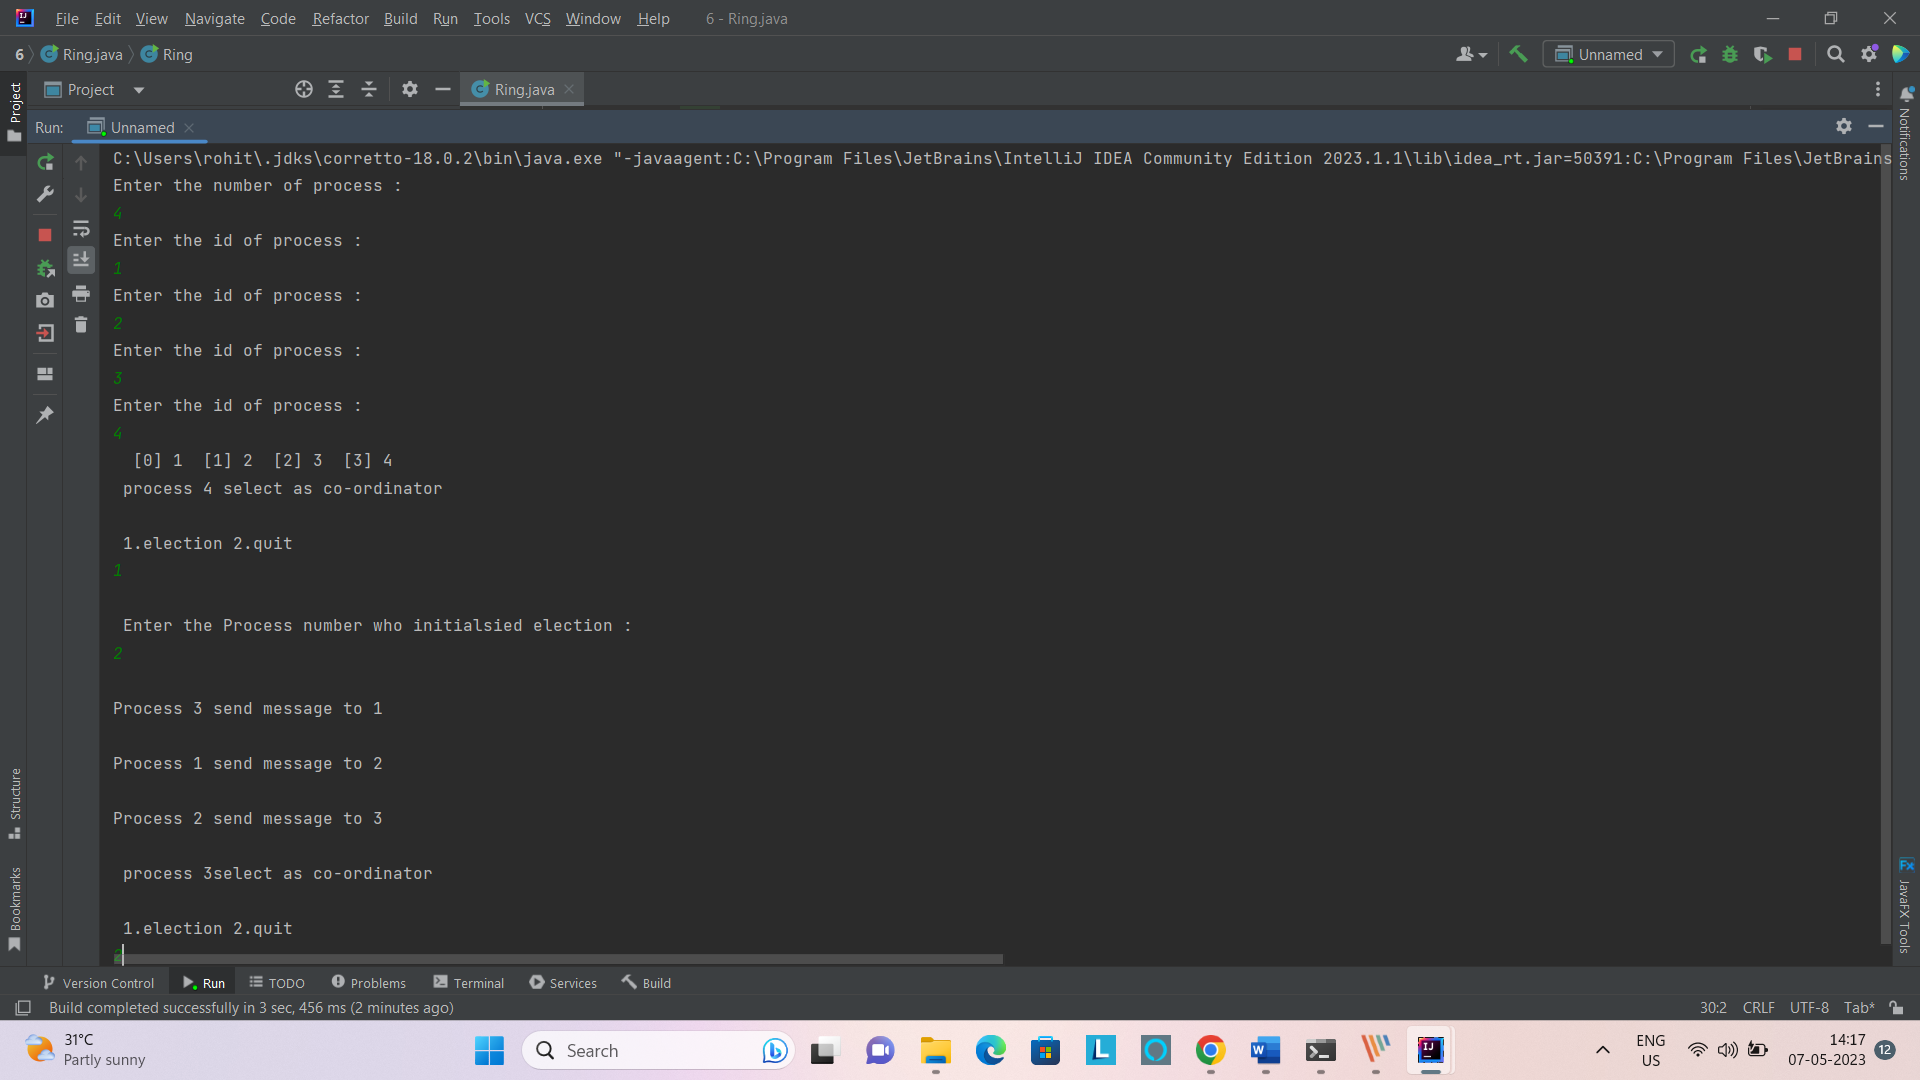 File Edit View Navigate Code Refactor Build Run Tools VCS Window Help 6 - Ring.java
6 Ring.java Ring Unnamed
Project Project Ring.java
Run: Unnamed
Notifications
C:\Users\rohit\.jdks\corretto-18.0.2\bin\java.exe "-javaagent:C:\Program Files\JetBrains\IntelliJ IDEA Community Edition 2023.1.1\lib\idea_rt.jar=50391:C:\Program Files\JetBrains
Enter the number of process :
4
Enter the id of process :
1
Enter the id of process :
2
Enter the id of process :
3
Enter the id of process :
4
[0] 1  [1] 2  [2] 3  [3] 4
process 4 select as co-ordinator
1.election 2.quit
1
Enter the Process number who initialsied election :
2
Process 3 send message to 1
Process 1 send message to 2
Process 2 send message to 3
process 3select as co-ordinator
1.election 2.quit
2
Structure
Bookmarks
JavaFX Tools
Version Control Run TODO Problems Terminal Services Build
Build completed successfully in 3 sec, 456 ms (2 minutes ago) 30:2 CRLF UTF-8 Tab*
31°C
Partly sunny
Search
ENG
US
14:17
07-05-2023
12